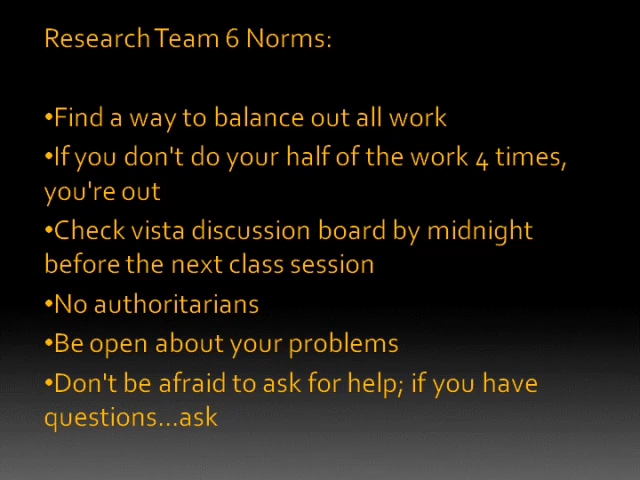 Research Team 6 Norms:
•Find a way to balance out all work
•If you don't do your half of the work 4 times,
you're out
•Check vista discussion board by midnight
before the next class session
•No authoritarians
•Be open about your problems
•Don't be afraid to ask for help; if you have
questions...ask